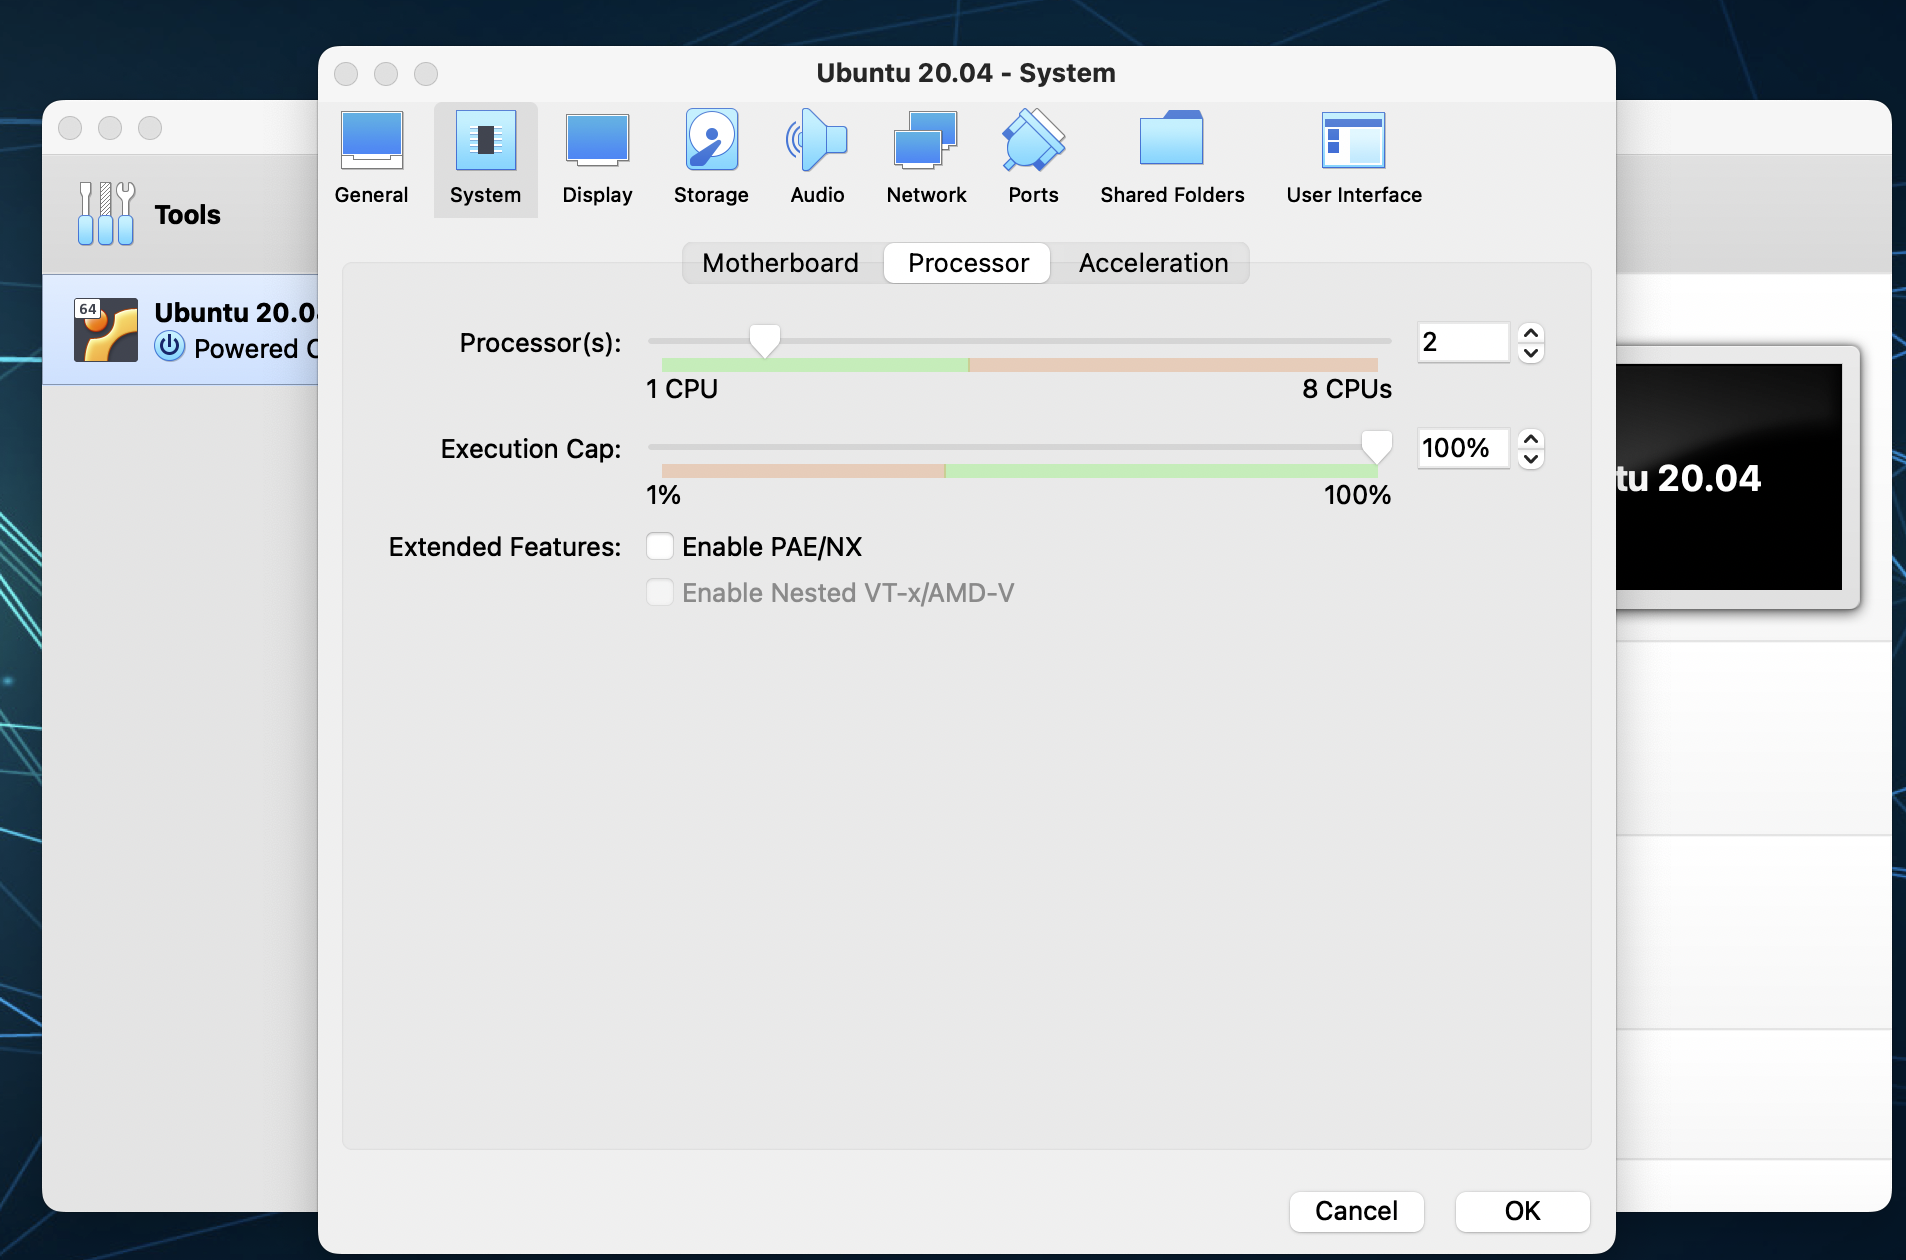 Ubuntu 20.04 - System
General
System
Display
Storage
Audio
Network
Ports
Shared Folders
User Interface
Tools
64
Ubuntu 20.0
Powered
Motherboard
Processor
Acceleration
Processor(s):
2
1 CPU
8 CPUs
Execution Cap:
100%
1%
100%
Extended Features:
Enable PAE/NX
Enable Nested VT-x/AMD-V
tu 20.04
Cancel
OK